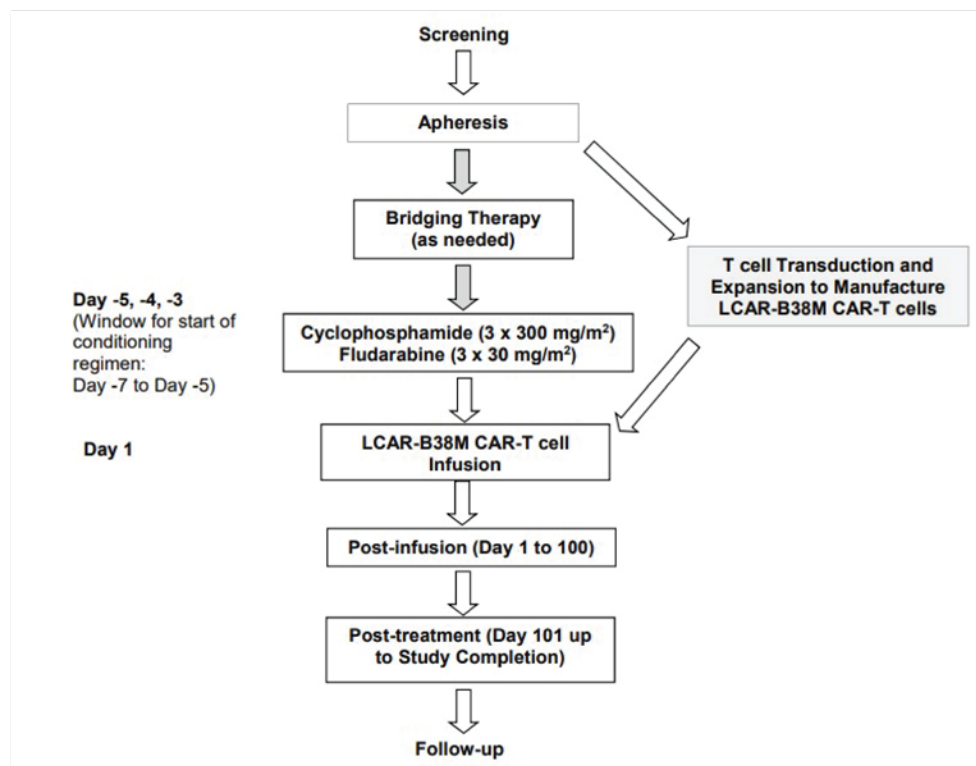 Screening
Apheresis
Bridging Therapy
(as needed)
T cell Transduction and
Expansion to Manufacture
LCAR-B38M CAR-T cells
Day -5, -4, -3
(Window for start of
conditioning
regimen:
Day -7 to Day -5)
Cyclophosphamide (3 x 300 mg/m²)
Fludarabine (3 x 30 mg/m²)
Day 1
LCAR-B38M CAR-T cell
Infusion
Post-infusion (Day 1 to 100)
Post-treatment (Day 101 up
to Study Completion)
Follow-up